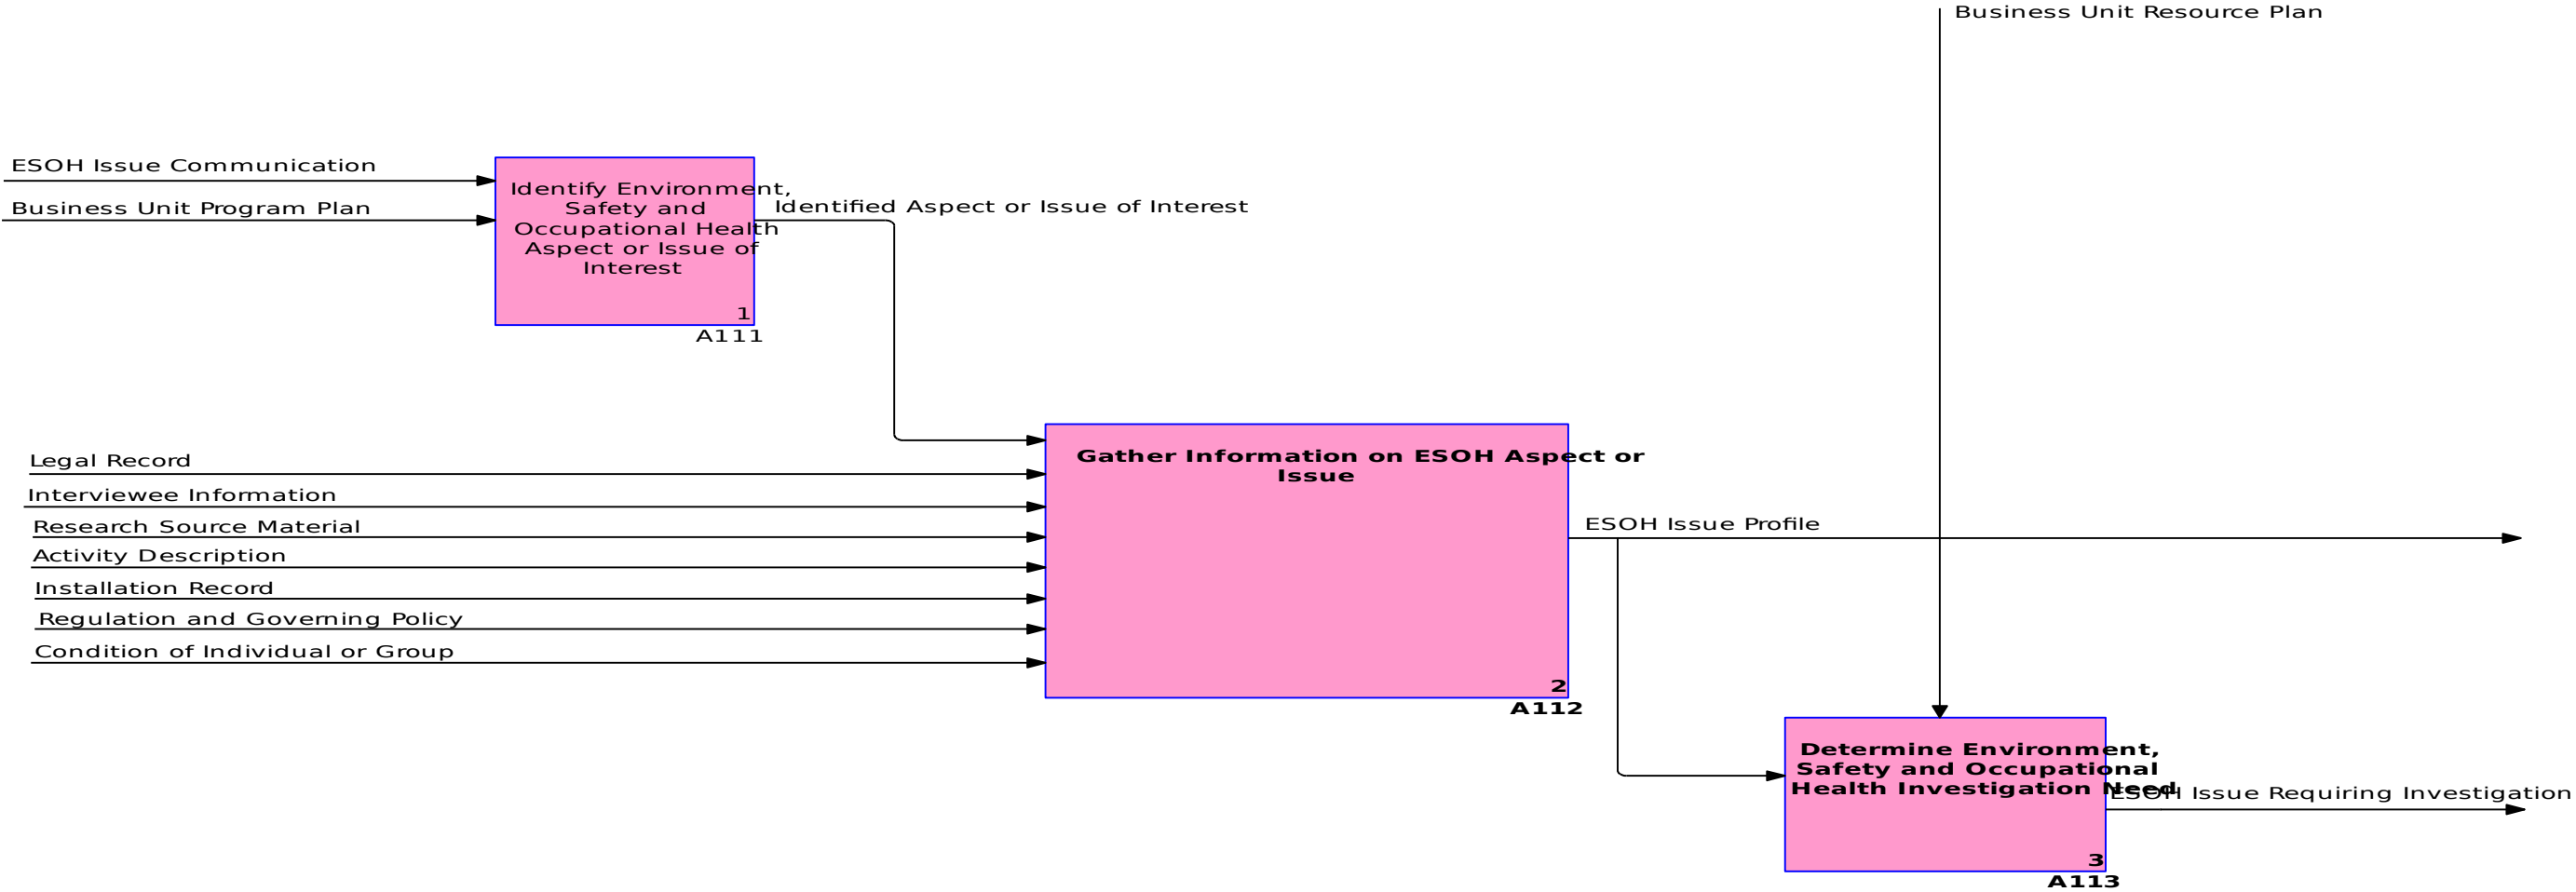 Business Unit Resource Plan
ESOH Issue Communication
Business Unit Program Plan
Identify Environment,
Safety and
Occupational Health
Aspect or Issue of
Interest
1
A111
Identified Aspect or Issue of Interest
Legal Record
Interviewee Information
Research Source Material
Activity Description
Installation Record
Regulation and Governing Policy
Condition of Individual or Group
Gather Information on ESOH Aspect or
Issue
2
A112
ESOH Issue Profile
Determine Environment,
Safety and Occupational
Health Investigation Need
3
A113
ESOH Issue Requiring Investigation